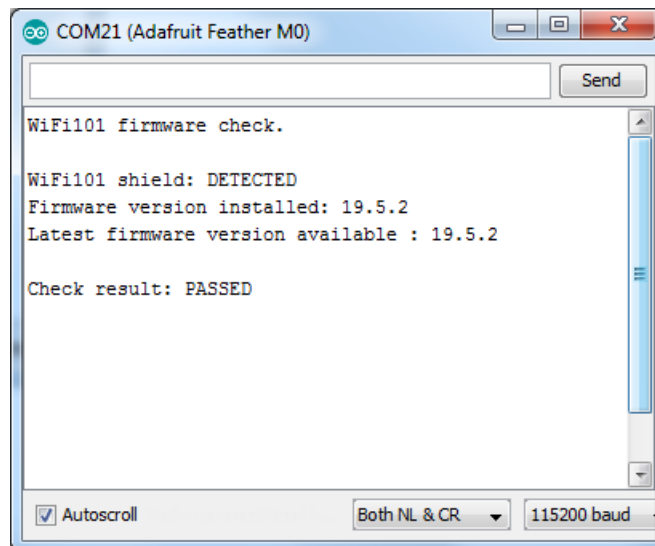 COM21 (Adafruit Feather M0)
Send
WiFi101 firmware check.
WiFi101 shield: DETECTED
Firmware version installed: 19.5.2
Latest firmware version available : 19.5.2
Check result: PASSED
Autoscroll
Both NL & CR
115200 baud